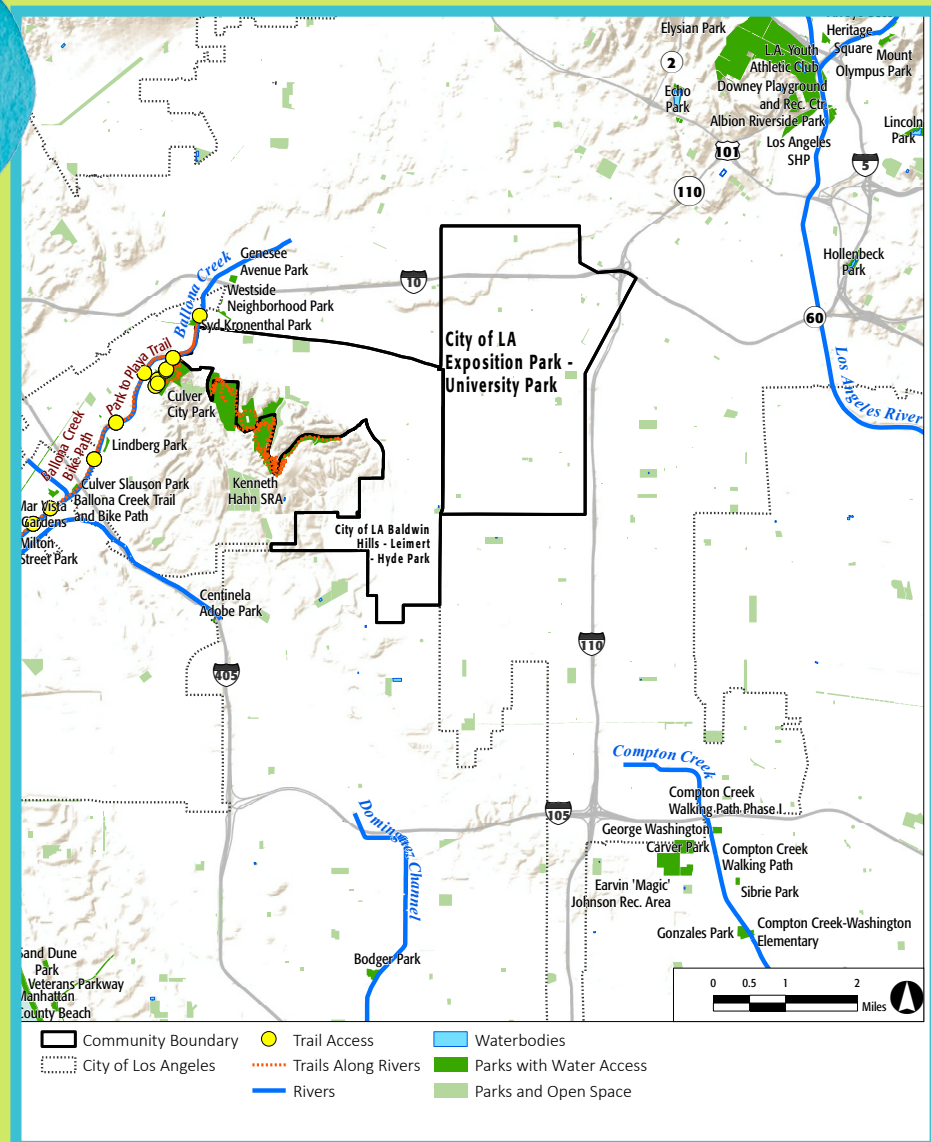 Elysian Park
Heritage
Square
Mount
Olympus Park
L.A. Youth
Athletic Club
2
Echo
Park
Downey Playground
and Rec. Ctr
Albion Riverside Park
Lincoln
Park
Los Angeles
SHP
101
5
110
Hollenbeck
Park
60
Los Angeles River
Ballona Creek
Genesee
Avenue Park
Westside
Neighborhood Park
Syd Kronenthal Park
10
City of LA
Exposition Park -
University Park
Park to Playa Trail
Culver
City Park
Lindberg Park
Ballona Creek
Bike Path
Kenneth
Hahn SRA
Culver Slauson Park
Ballona Creek Trail
and Bike Path
Mar Vista
Gardens
Milton
Street Park
City of LA Baldwin
Hills - Leimert
- Hyde Park
Centinela
Adobe Park
405
110
Compton Creek
Compton Creek
Walking Path Phase I
105
Dominguez Channel
George Washington
Carver Park
Compton Creek
Walking Path
Earvin 'Magic'
Johnson Rec. Area
Sibrie Park
Gonzales Park
Compton Creek-Washington
Elementary
Bodger Park
Sand Dune
Park
Veterans Parkway
Manhattan
County Beach
0 0.5 1 2
Miles
Community Boundary
City of Los Angeles
Trail Access
Trails Along Rivers
Rivers
Waterbodies
Parks with Water Access
Parks and Open Space